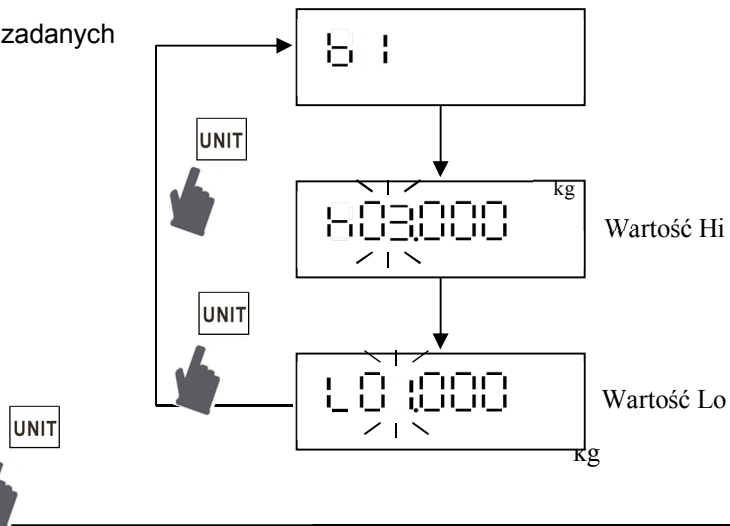 zadanych
b 1
UNIT
kg
h03.000
Wartość Hi
UNIT
L01.000
Wartość Lo
UNIT
kg